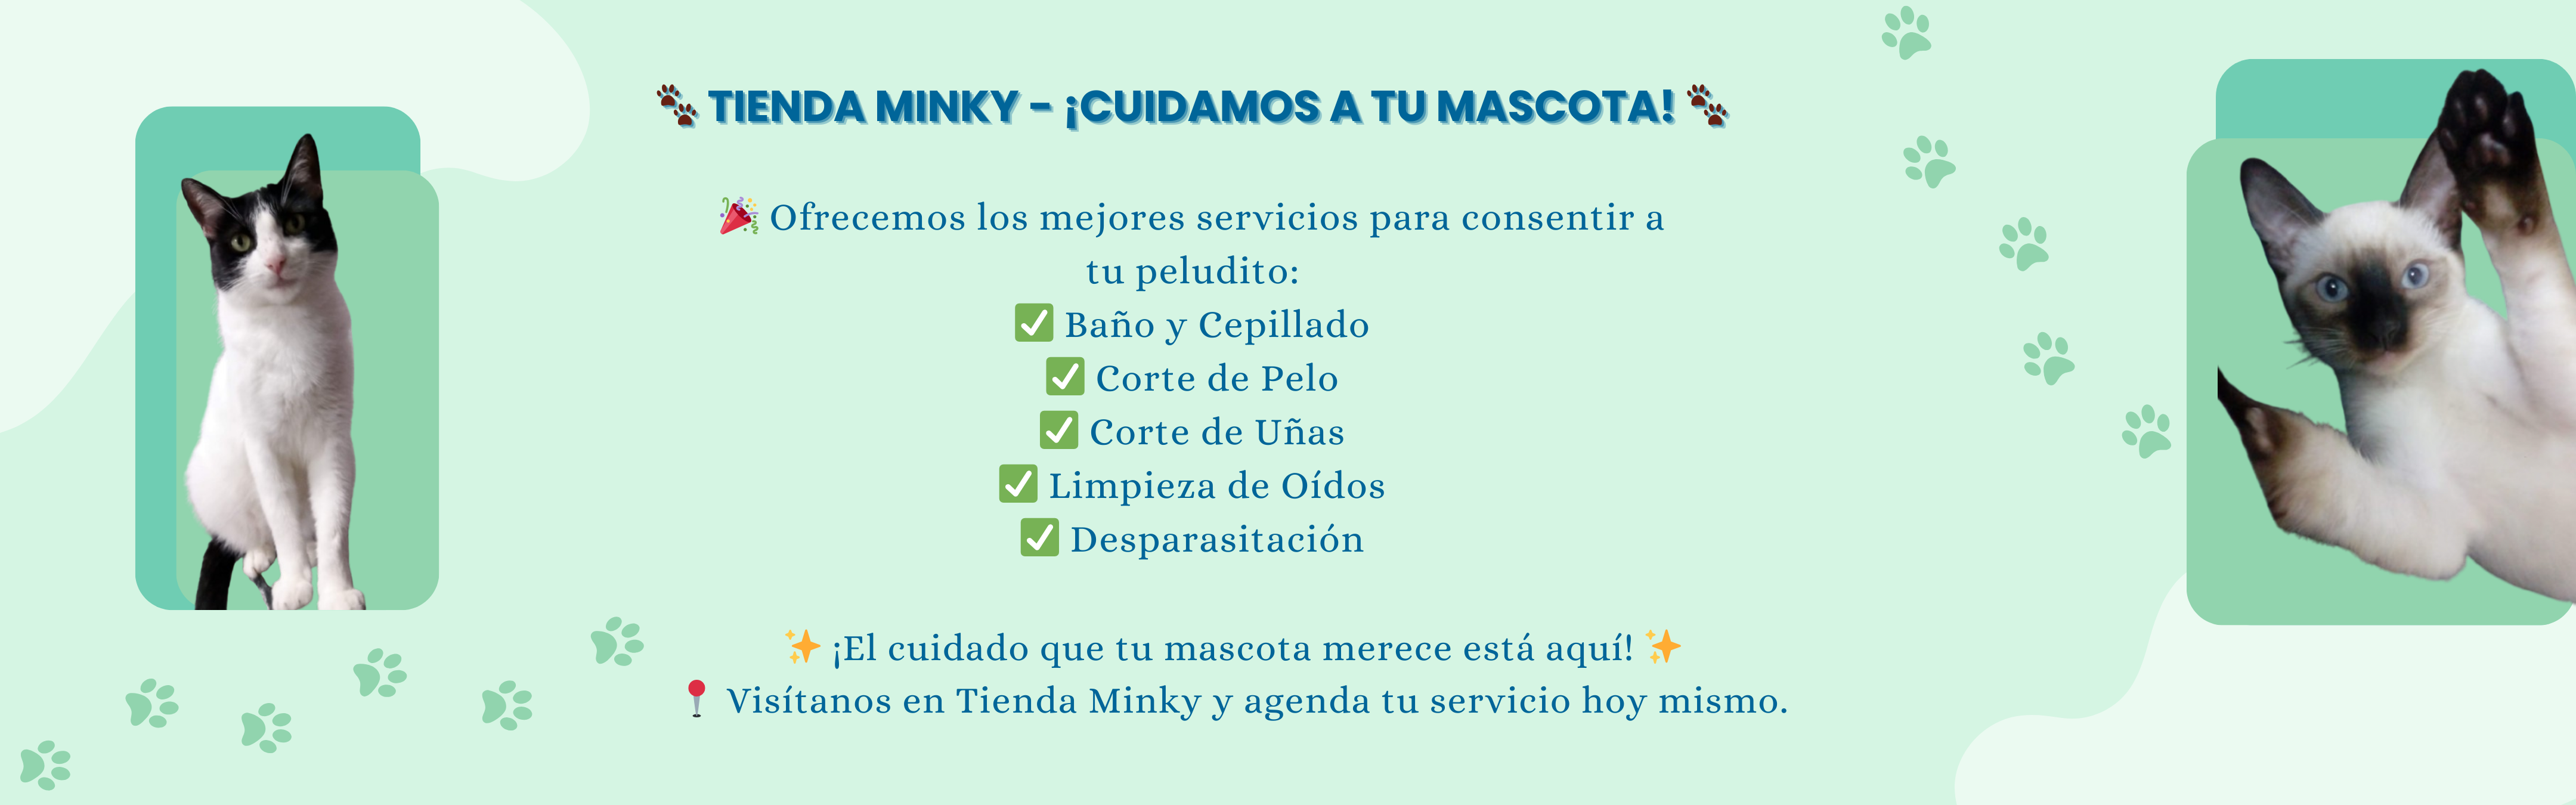 🐾 TIENDA MINKY - ¡CUIDAMOS A TU MASCOTA! 🐾
🎉 Ofrecemos los mejores servicios para consentir a
tu peludito:
✅ Baño y Cepillado
✅ Corte de Pelo
✅ Corte de Uñas
✅ Limpieza de Oídos
✅ Desparasitación
✨ ¡El cuidado que tu mascota merece está aquí! ✨
📍 Visítanos en Tienda Minky y agenda tu servicio hoy mismo.